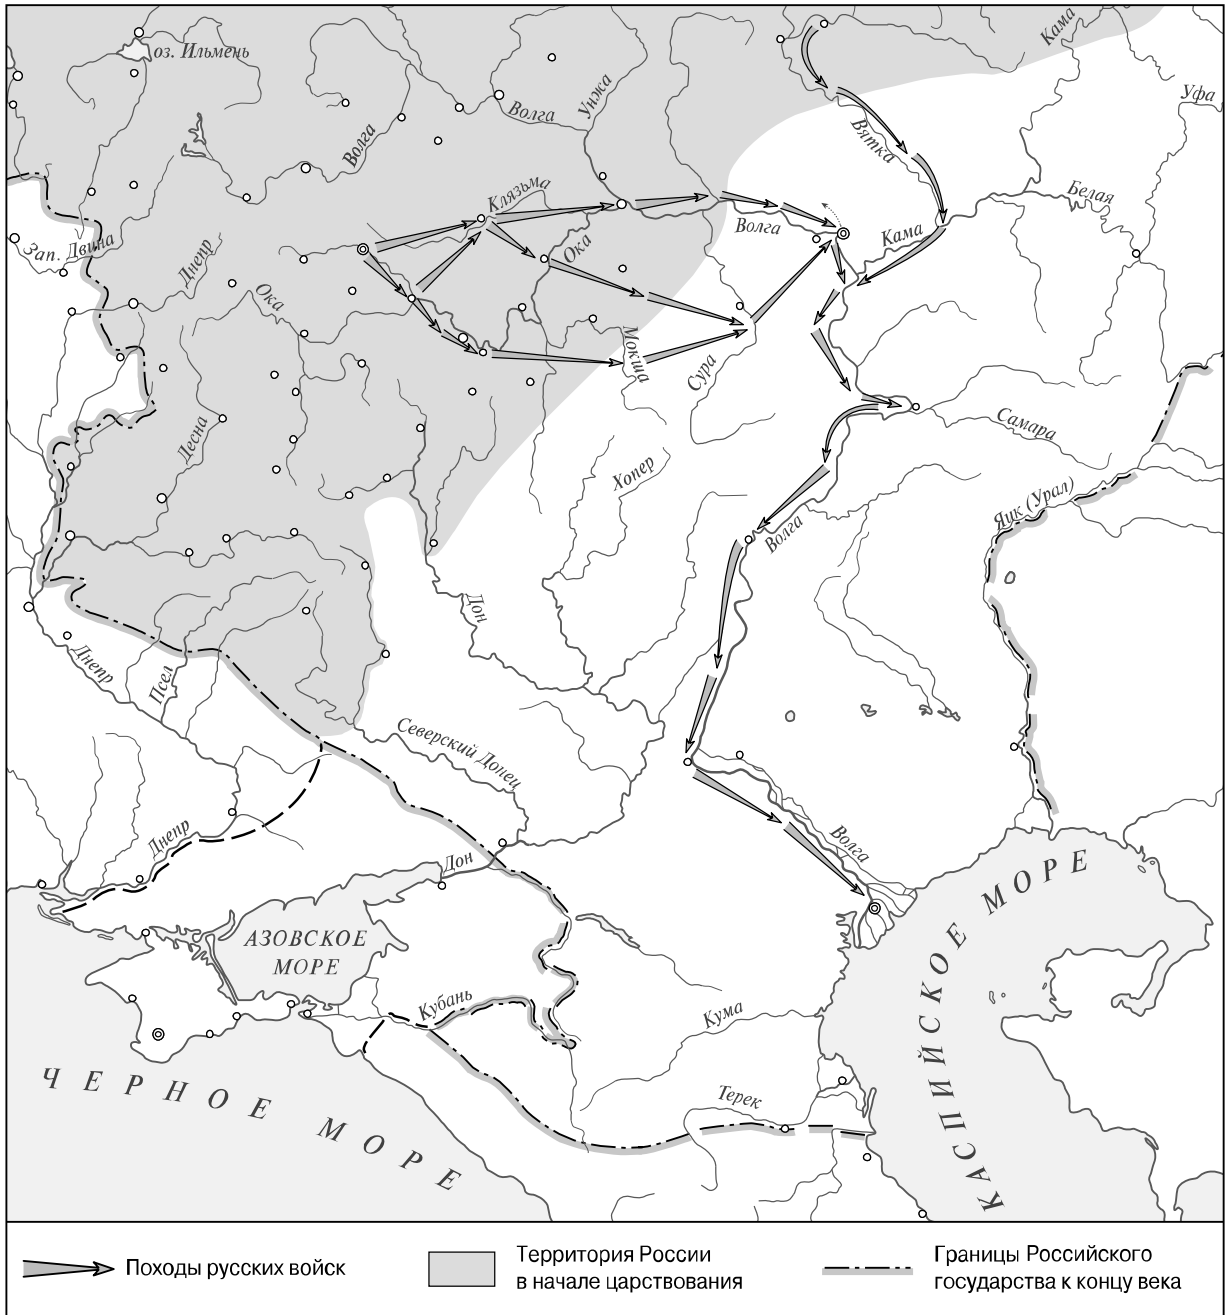 оз. Ильмень
Кама
Уфа
Унжа
Волга
Волга
Вятка
Клязьма
Белая
Зап. Двина
Днепр
Ока
Волга
Кама
Ока
Мокша
Сура
Десна
Самара
Хопер
Яик (Урал)
Волга
Дон
Днепр
Псел
Северский Донец
Днепр
Дон
Волга
АЗОВСКОЕ
МОРЕ
КАСПИЙСКОЕ МОРЕ
Кубань
Кума
Терек
ЧЕРНОЕ МОРЕ
Походы русских войск
Территория России
в начале царствования
Границы Российского
государства к концу века